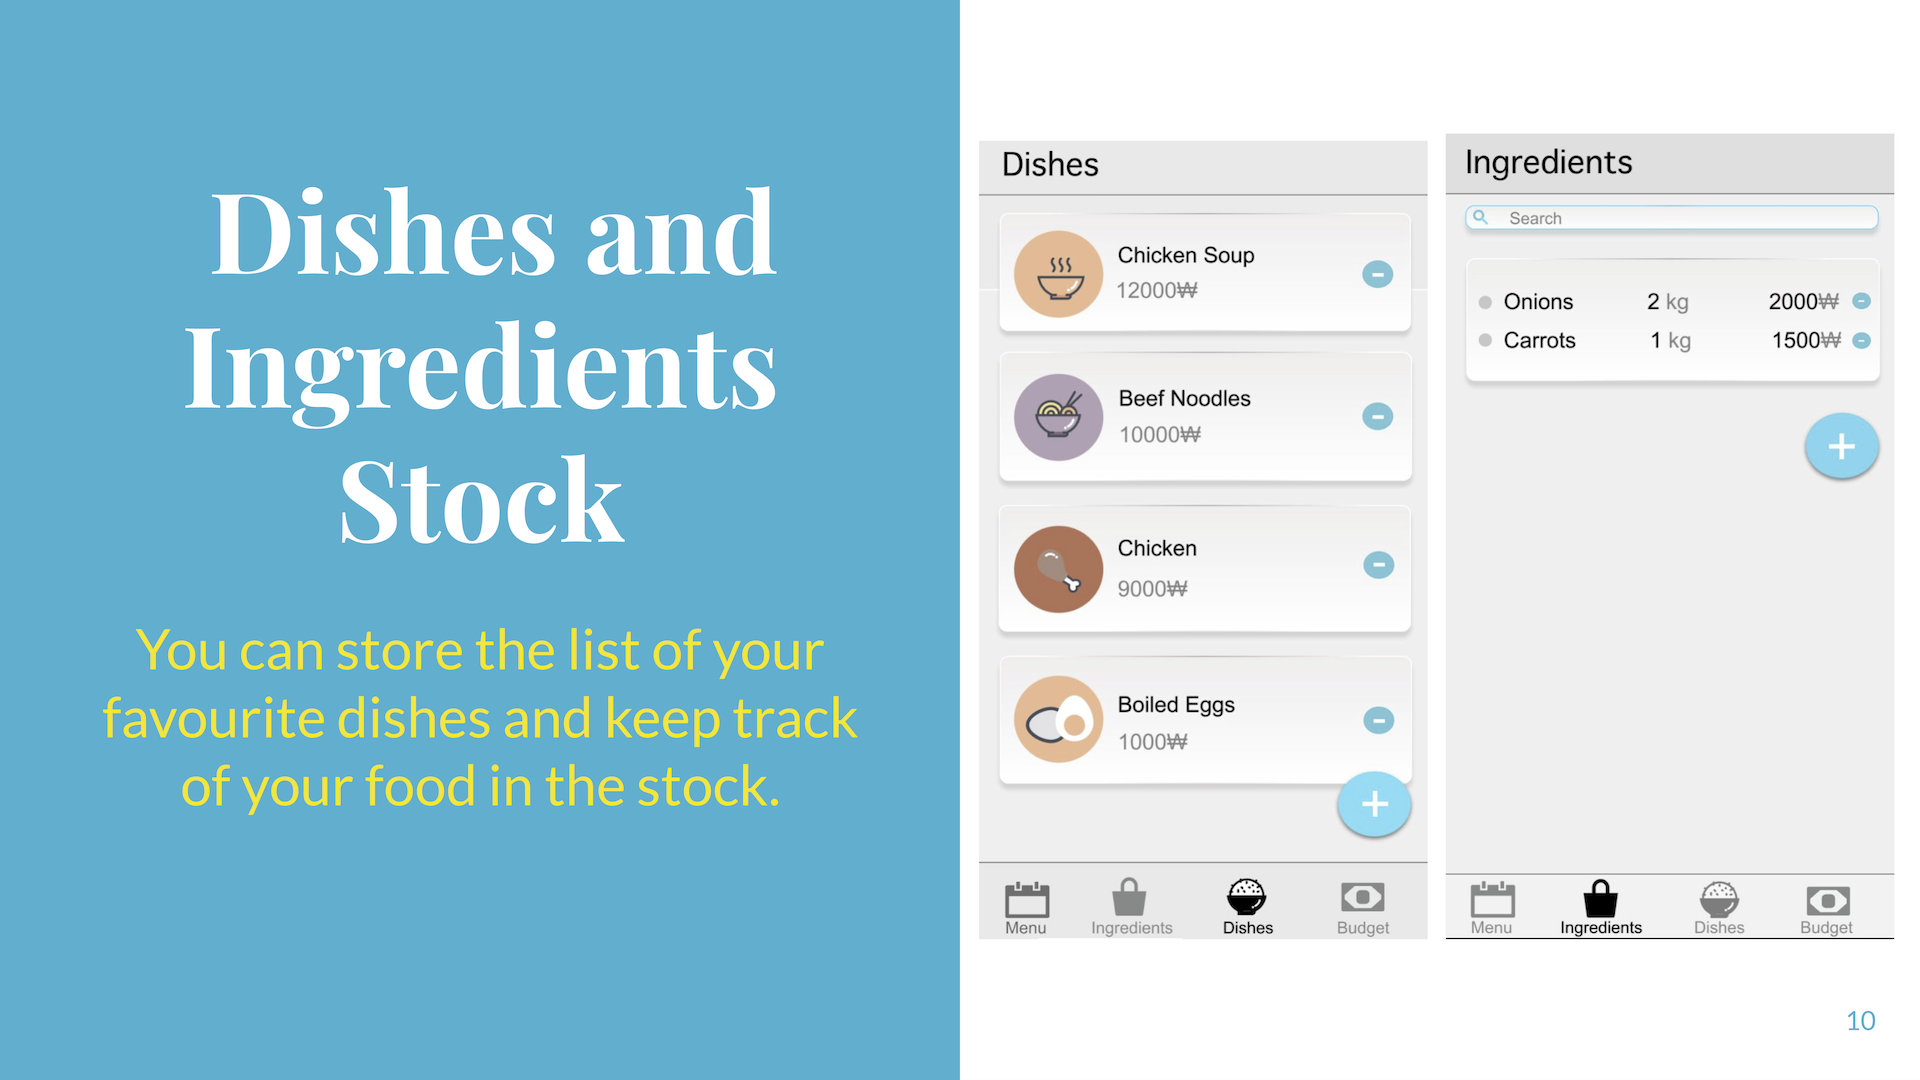 Dishes and
Ingredients
Stock
You can store the list of your
favourite dishes and keep track
of your food in the stock.
Dishes
Chicken Soup
12000₩
Beef Noodles
10000₩
Chicken
9000₩
Boiled Eggs
1000₩
Menu Ingredients Dishes Budget
Ingredients
Search
Onions 2 kg 2000₩
Carrots 1 kg 1500₩
Menu Ingredients Dishes Budget
10